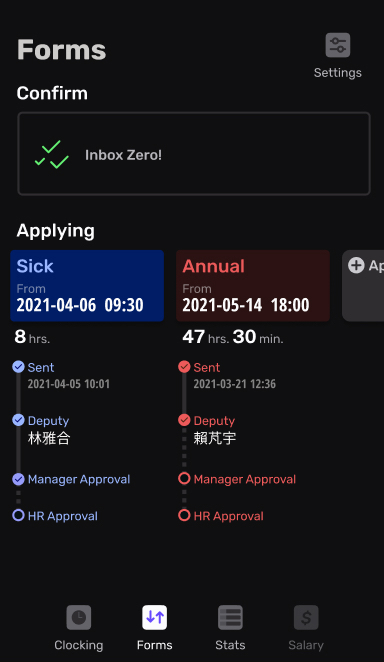 Forms
Settings
Confirm
Inbox Zero!
Applying
Sick
From
2021-04-06 09:30
8 hrs.
Sent
2021-04-05 10:01
Deputy
林雅合
Manager Approval
HR Approval
Annual
From
2021-05-14 18:00
47 hrs. 30 min.
Sent
2021-03-21 12:36
Deputy
賴芃宇
Manager Approval
HR Approval
Ap
Clocking
Forms
Stats
Salary